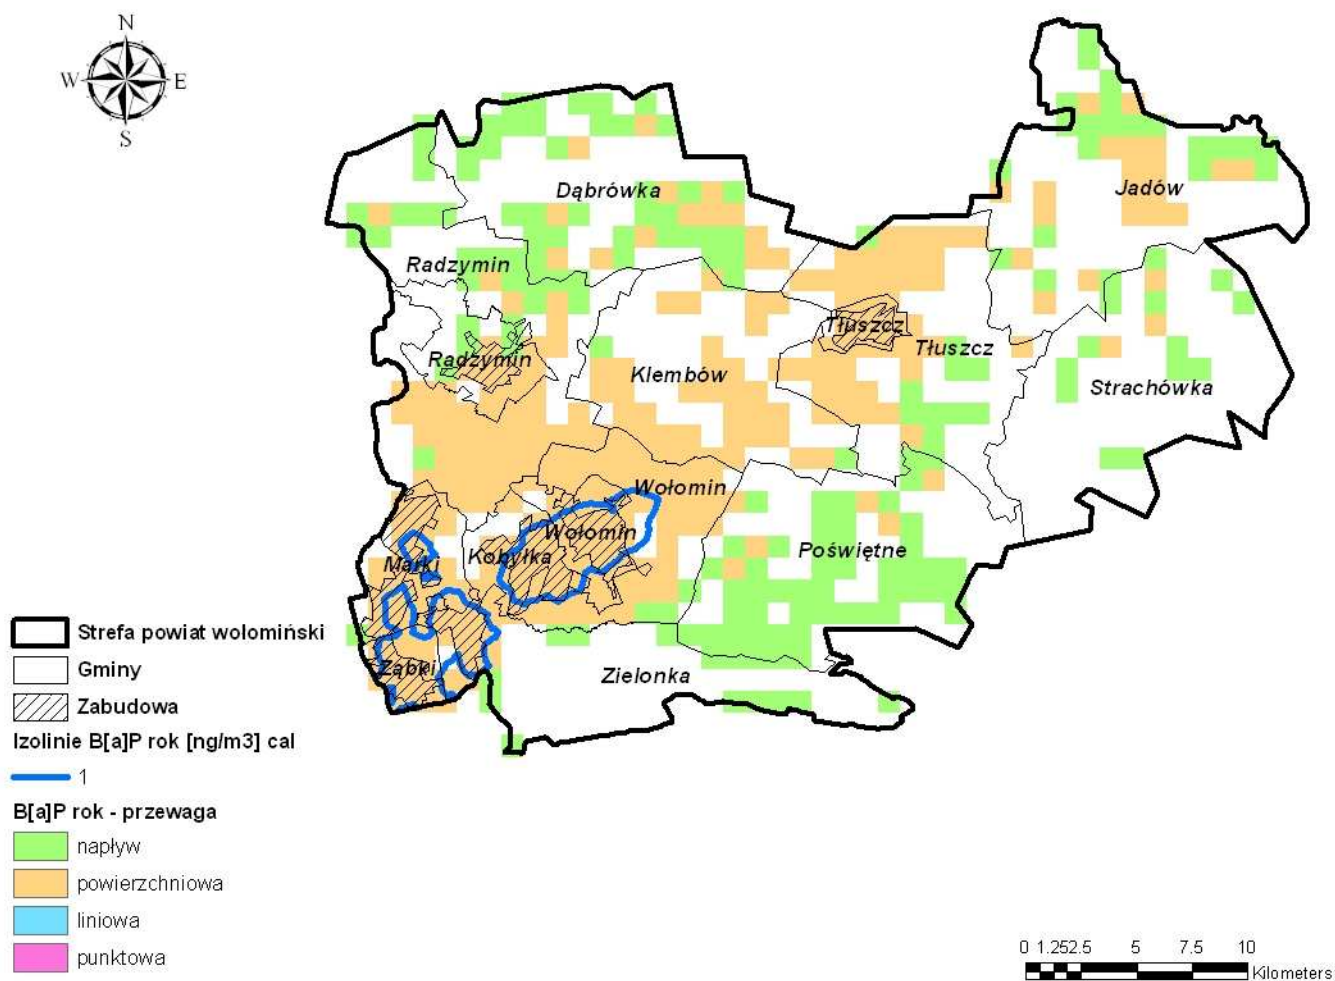 N
W E
S
Jadów
Dąbrówka
Radzymin
Tłuszcz
Tłuszcz
Radzymin
Klembów
Strachówka
Wołomin
Wołomin
Kobyłka
Poświętne
Marki
Ząbki
Zielonka
Strefa powiat wołomiński
Gminy
Zabudowa
Izolinie B[a]P rok [ng/m3] cal
1
B[a]P rok - przewaga
napływ
powierzchniowa
liniowa
punktowa
0 1.252.5 5 7.5 10
Kilometers